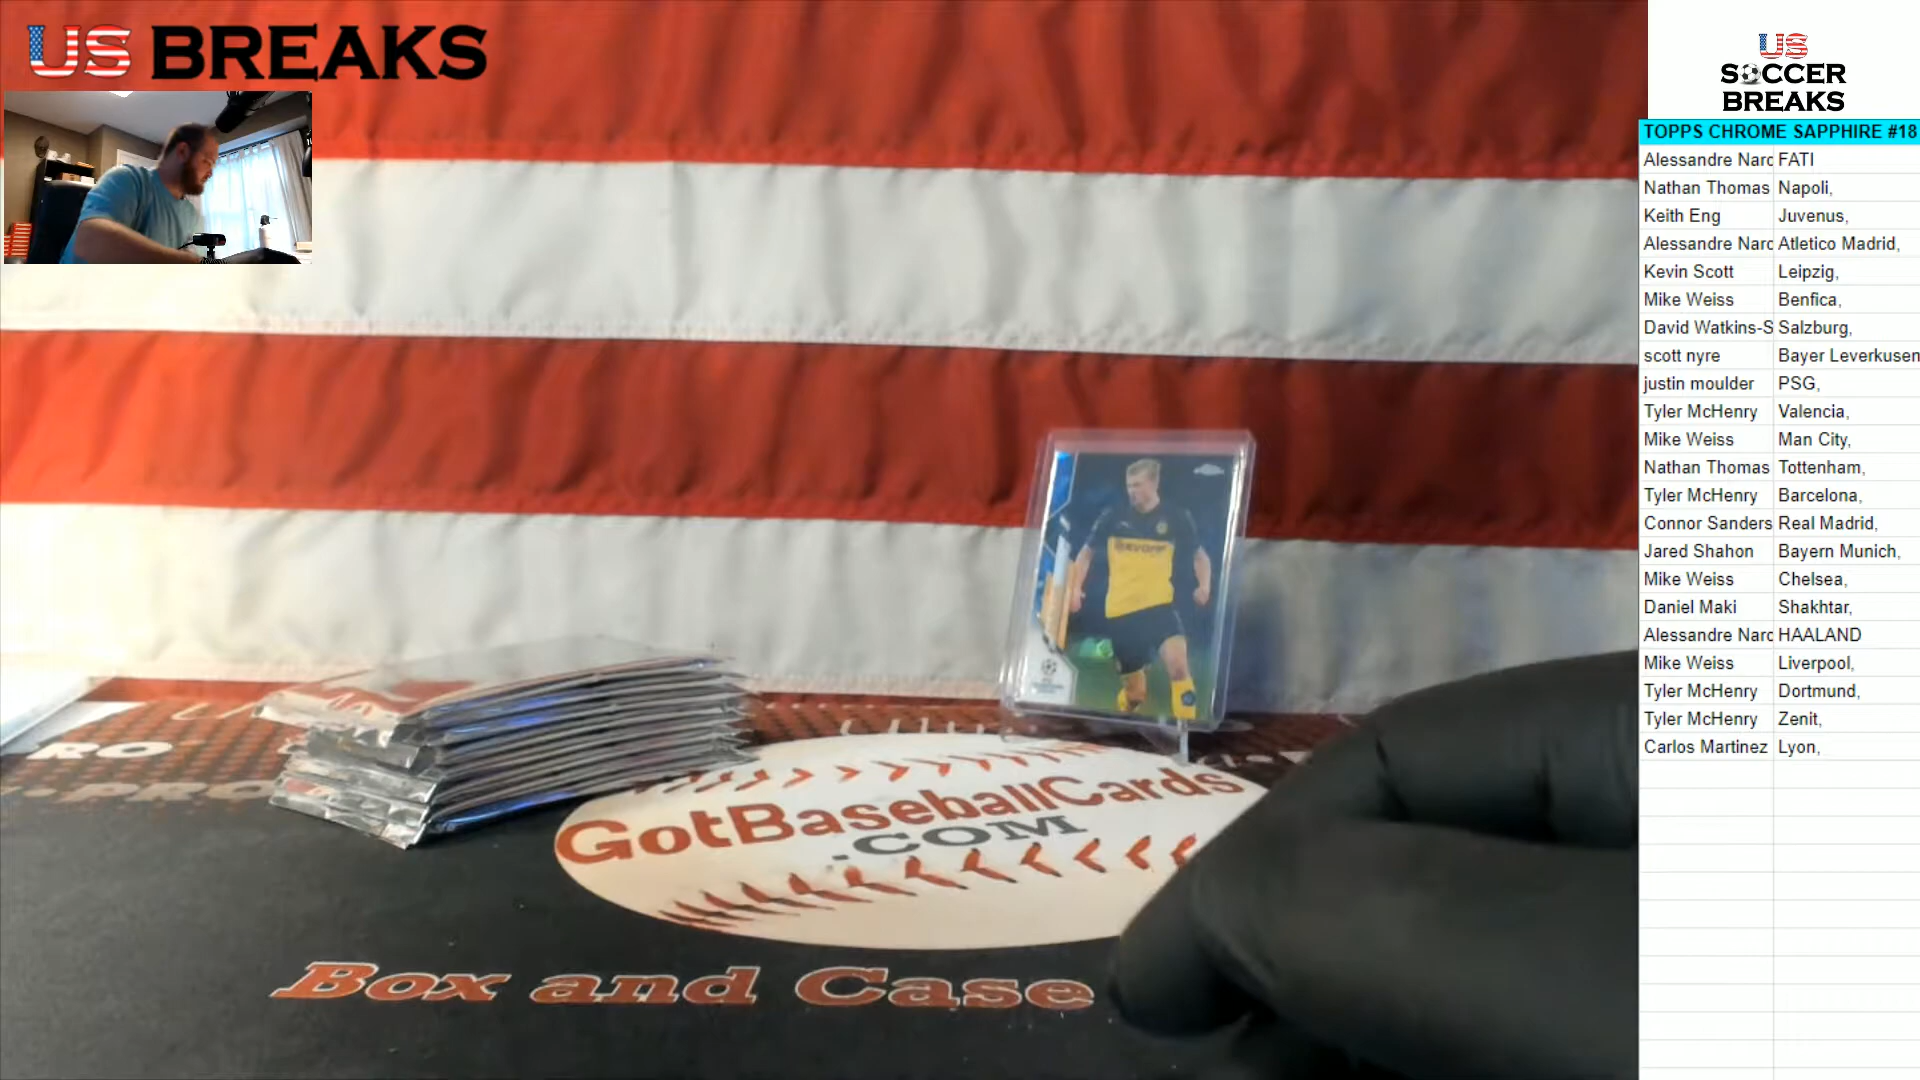 US BREAKS
US
SOCCER
BREAKS
TOPPS CHROME SAPPHIRE #18
Alessandre Narc FATI
Nathan Thomas Napoli,
Keith Eng Juvenus,
Alessandre Narc Atletico Madrid,
Kevin Scott Leipzig,
Mike Weiss Benfica,
David Watkins-S Salzburg,
scott nyre Bayer Leverkusen
justin moulder PSG,
Tyler McHenry Valencia,
Mike Weiss Man City,
Nathan Thomas Tottenham,
Tyler McHenry Barcelona,
Connor Sanders Real Madrid,
Jared Shahon Bayern Munich,
Mike Weiss Chelsea,
Daniel Maki Shakhtar,
Alessandre Narc HAALAND
Mike Weiss Liverpool,
Tyler McHenry Dortmund,
Tyler McHenry Zenit,
Carlos Martinez Lyon,
EVONIK
RO
PRO
GotBaseballCards
.COM
Box and Case